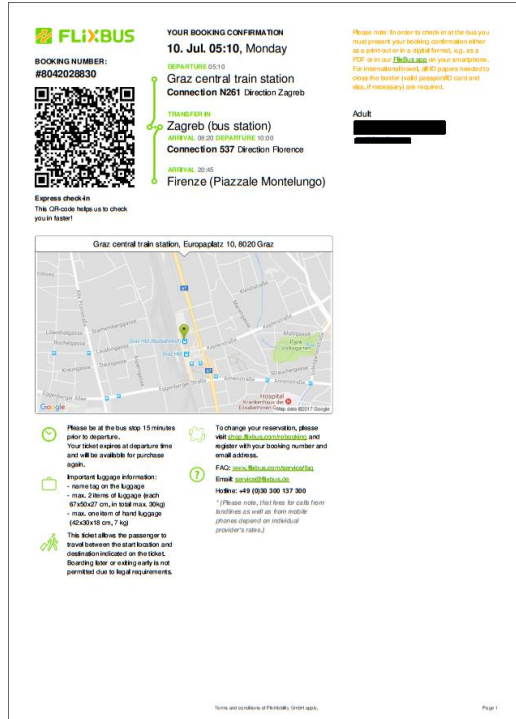 FLiXBUS
BOOKING NUMBER:
#8042028830
Express check-in
This QR-code helps us to check
you in faster!
YOUR BOOKING CONFIRMATION
10. Jul. 05:10, Monday
DEPARTURE 05:10
Graz central train station
Connection N261 Direction Zagreb
TRANSFER IN
Zagreb (bus station)
ARRIVAL 08:20 DEPARTURE 10:00
Connection 537 Direction Florence
ARRIVAL 20:45
Firenze (Piazzale Montelungo)
Please note: In order to check in at the bus you
must present your booking confirmation either
as a print-out or in a digital format, e.g. as a
PDF or in our FlixBus app on your smartphone.
For international travel, all ID papers needed to
cross the border (valid passport/ID card and
visa, if necessary) are required.
Adult
Graz central train station, Europaplatz 10, 8020 Graz
Park
Volksgarten
Hospital
Krankenhaus der
Google
Map data ©2017 Google
Please be at the bus stop 15 minutes
prior to departure.
Your ticket expires at departure time
and will be available for purchase
again.
Important luggage information:
- name tag on the luggage
- max. 2 items of luggage (each
67x50x27 cm, in total max. 30kg)
- max. one item of hand luggage
(42x30x18 cm, 7 kg)
This ticket allows the passenger to
travel between the start location and
destination indicated on the ticket.
Boarding later or exiting early is not
permitted due to legal requirements.
To change your reservation, please
visit shop.flixbus.com/rebooking and
register with your booking number and
email address.
FAQ: www.flixbus.com/service/faq
Email: service@flixbus.de
Hotline: +49 (0)30 300 137 300
* (Please note, that fees for calls from
landlines as well as from mobile
phones depend on individual
provider's rates.)
Terms and conditions of FlixMobility GmbH apply.
Page 1